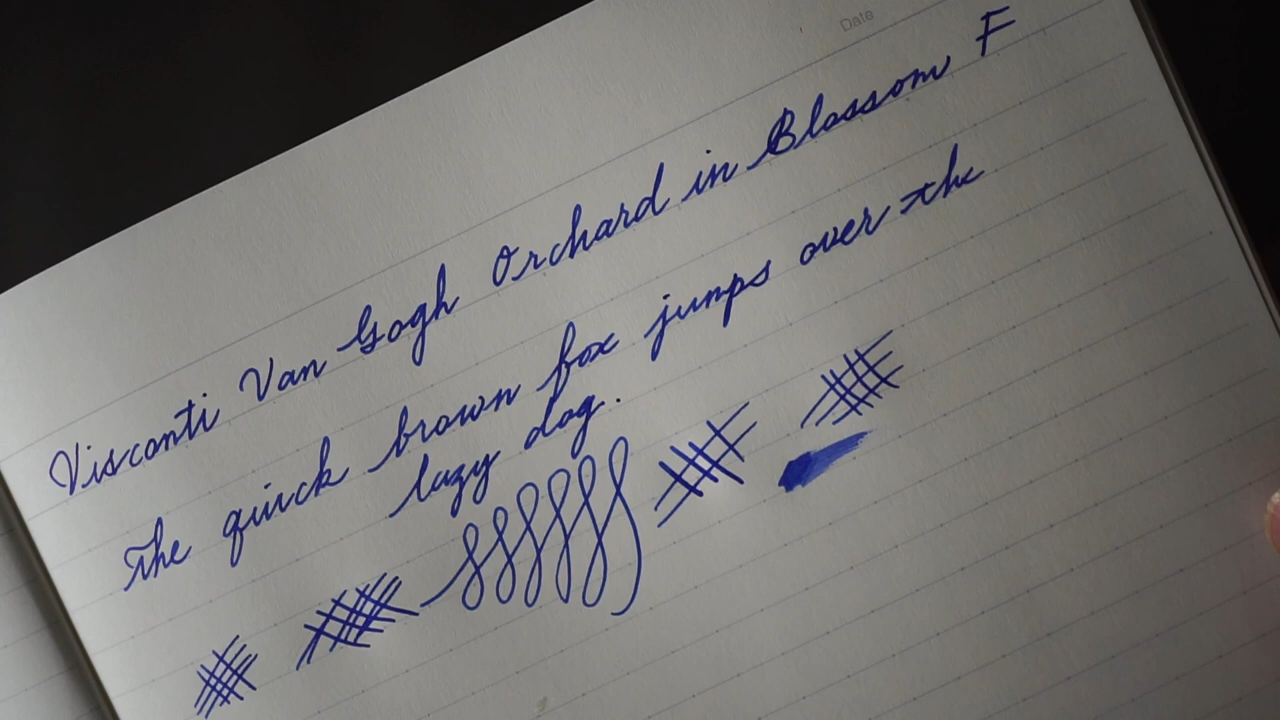 Date
Visconti Van Gogh Orchard in Blossom F
The quick brown fox jumps over the
lazy dog.